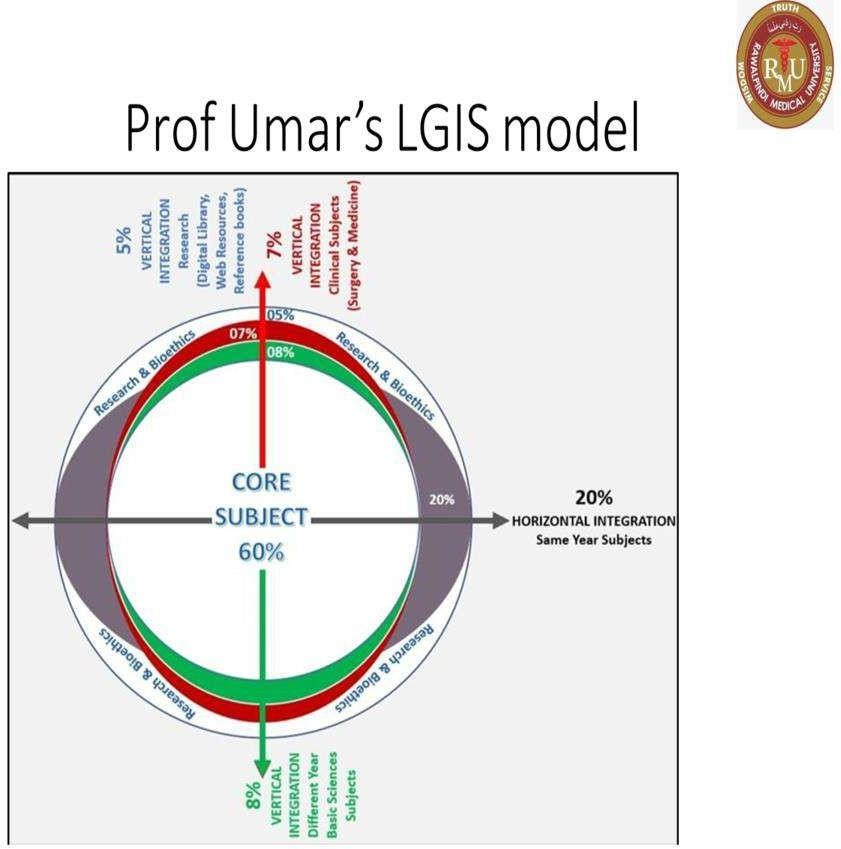 TRUTH
WISDOM
SERVICE
RAWALPINDI MEDICAL UNIVERSITY
RMU
Prof Umar's LGIS model
5%
VERTICAL
INTEGRATION
Research
(Digital Library,
Web Resources,
Reference books)
7%
VERTICAL
INTEGRATION
Clinical Subjects
(Surgery & Medicine)
05%
07%
08%
Research & Bioethics
Research & Bioethics
CORE
SUBJECT
60%
20%
20%
HORIZONTAL INTEGRATION
Same Year Subjects
Research & Bioethics
Research & Bioethics
8%
VERTICAL
INTEGRATION
Different Year
Basic Sciences
Subjects